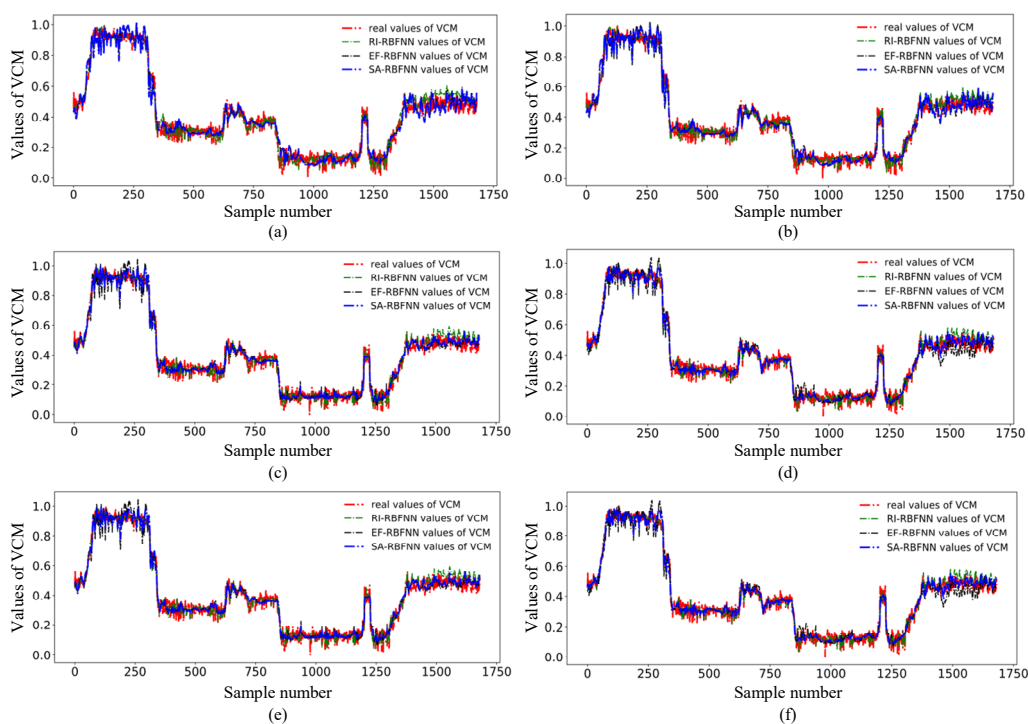 1.0
0.8
0.6
0.4
0.2
0.0
Values of VCM
real values of VCM
RI-RBFNN values of VCM
EF-RBFNN values of VCM
SA-RBFNN values of VCM
0 250 500 750 1000 1250 1500 1750
Sample number
(a)
1.0
0.8
0.6
0.4
0.2
0.0
Values of VCM
real values of VCM
RI-RBFNN values of VCM
EF-RBFNN values of VCM
SA-RBFNN values of VCM
0 250 500 750 1000 1250 1500 1750
Sample number
(b)
1.0
0.8
0.6
0.4
0.2
0.0
Values of VCM
real values of VCM
RI-RBFNN values of VCM
EF-RBFNN values of VCM
SA-RBFNN values of VCM
0 250 500 750 1000 1250 1500 1750
Sample number
(c)
1.0
0.8
0.6
0.4
0.2
0.0
Values of VCM
real values of VCM
RI-RBFNN values of VCM
EF-RBFNN values of VCM
SA-RBFNN values of VCM
0 250 500 750 1000 1250 1500 1750
Sample number
(d)
1.0
0.8
0.6
0.4
0.2
0.0
Values of VCM
real values of VCM
RI-RBFNN values of VCM
EF-RBFNN values of VCM
SA-RBFNN values of VCM
0 250 500 750 1000 1250 1500 1750
Sample number
(e)
1.0
0.8
0.6
0.4
0.2
0.0
Values of VCM
real values of VCM
RI-RBFNN values of VCM
EF-RBFNN values of VCM
SA-RBFNN values of VCM
0 250 500 750 1000 1250 1500 1750
Sample number
(f)